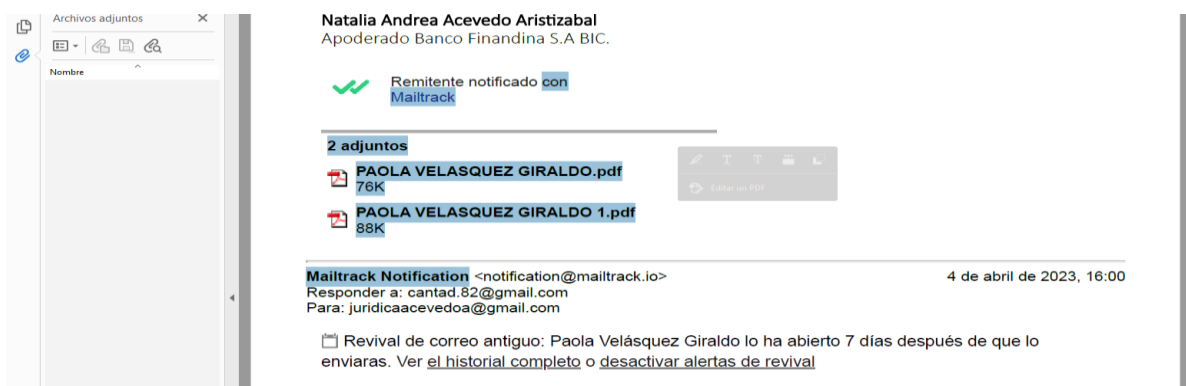 Archivos adjuntos
Nombre
Natalia Andrea Acevedo Aristizabal
Apoderado Banco Finandina S.A BIC.
Remitente notificado con
Mailtrack
2 adjuntos
PAOLA VELASQUEZ GIRALDO.pdf
76K
PAOLA VELASQUEZ GIRALDO 1.pdf
88K
Editar un PDF
Mailtrack Notification <notification@mailtrack.io> 4 de abril de 2023, 16:00
Responder a: cantad.82@gmail.com
Para: juridicaacevedoa@gmail.com
Revival de correo antiguo: Paola Velásquez Giraldo lo ha abierto 7 días después de que lo
enviaras. Ver el historial completo o desactivar alertas de revival